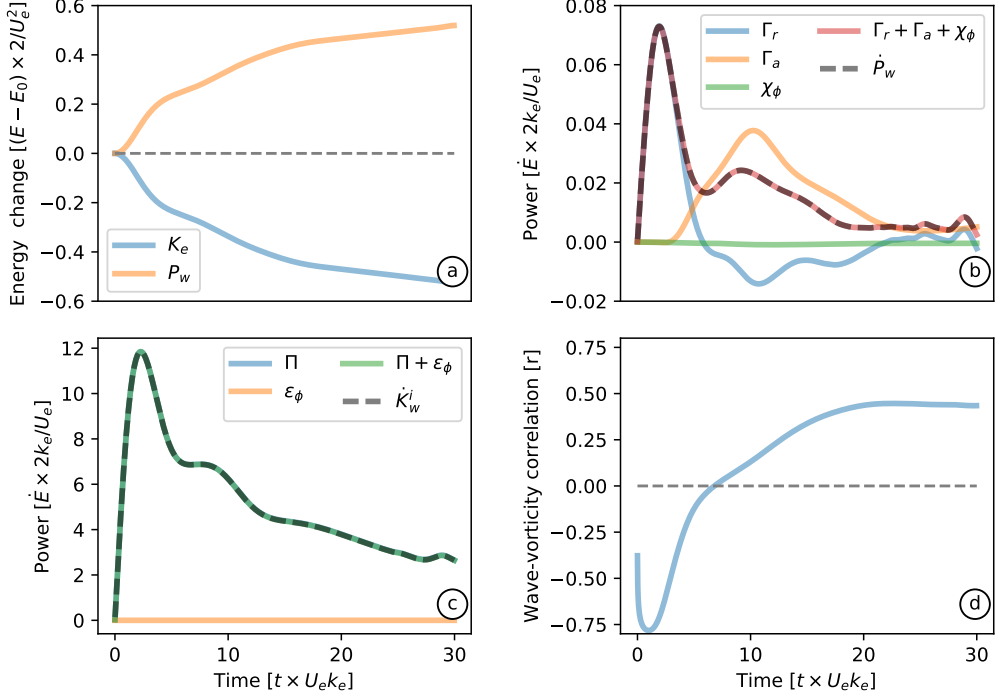 Energy change [(E − E₀) × 2/Uₑ²]
0.6
0.4
0.2
0.0
−0.2
−0.4
−0.6
Kₑ
P_w
a
Power [Ė × 2kₑ/Uₑ]
0.08
0.06
0.04
0.02
0.00
−0.02
Γᵣ
Γₐ
χ_ϕ
Γᵣ + Γₐ + χ_ϕ
Ṗ_w
b
Power [Ė × 2kₑ/Uₑ]
12
10
8
6
4
2
0
Π
ε_ϕ
Π + ε_ϕ
K̇_wⁱ
c
0 10 20 30
Time [t × Uₑkₑ]
Wave-vorticity correlation [r]
0.75
0.50
0.25
0.00
−0.25
−0.50
−0.75
d
0 10 20 30
Time [t × Uₑkₑ]